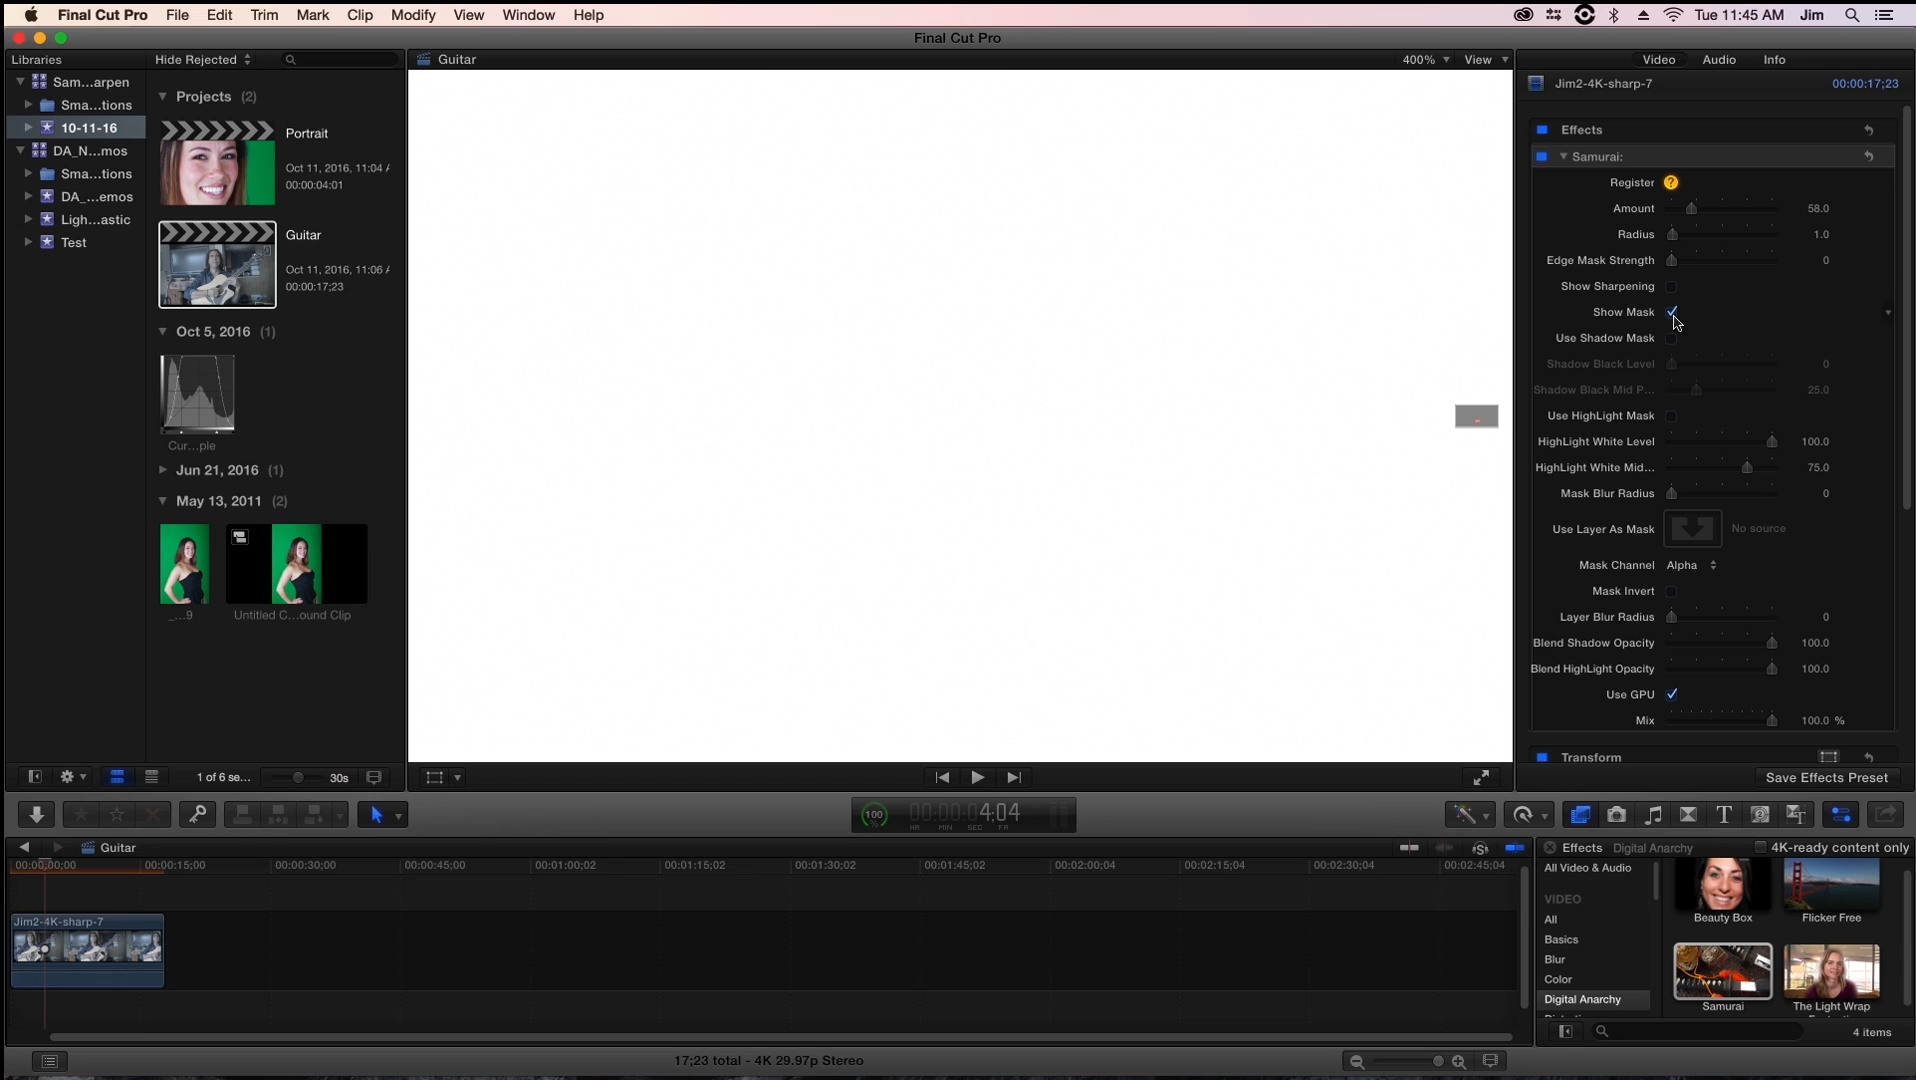 Final Cut Pro File Edit Trim Mark Clip Modify View Window Help Tue 11:45 AM Jim
Final Cut Pro
Libraries
Sam...arpen
Sma...tions
10-11-16
DA_N...mos
Sma...tions
DA_...emos
Ligh...astic
Test
Hide Rejected
Projects (2)
Portrait
Oct 11, 2016, 11:04 A
00:00:04:01
Guitar
Oct 11, 2016, 11:06 A
00:00:17;23
Oct 5, 2016 (1)
Cur...ple
Jun 21, 2016 (1)
May 13, 2011 (2)
_...9
Untitled C...ound Clip
1 of 6 se...
30s
Guitar
400%
View
Video Audio Info
Jim2-4K-sharp-7 00:00:17;23
Effects
Samurai:
Register ?
Amount 58.0
Radius 1.0
Edge Mask Strength 0
Show Sharpening
Show Mask
Use Shadow Mask
Shadow Black Level 0
Shadow Black Mid P... 25.0
Use HighLight Mask
HighLight White Level 100.0
HighLight White Mid... 75.0
Mask Blur Radius 0
Use Layer As Mask No source
Mask Channel Alpha
Mask Invert
Layer Blur Radius 0
Blend Shadow Opacity 100.0
Blend HighLight Opacity 100.0
Use GPU
Mix 100.0 %
Transform
Save Effects Preset
100 %
00:00:04:04
HR MIN SEC FR
Guitar
00:00:00;00 00:00:15;00 00:00:30;00 00:00:45;00 00:01:00;02 00:01:15;02 00:01:30;02 00:01:45;02 00:02:00;04 00:02:15;04 00:02:30;04 00:02:45;04
Jim2-4K-sharp-7
Effects Digital Anarchy 4K-ready content only
All Video & Audio
VIDEO
All
Basics
Blur
Color
Digital Anarchy
Beauty Box
Flicker Free
Samurai
The Light Wrap
4 items
17;23 total - 4K 29.97p Stereo